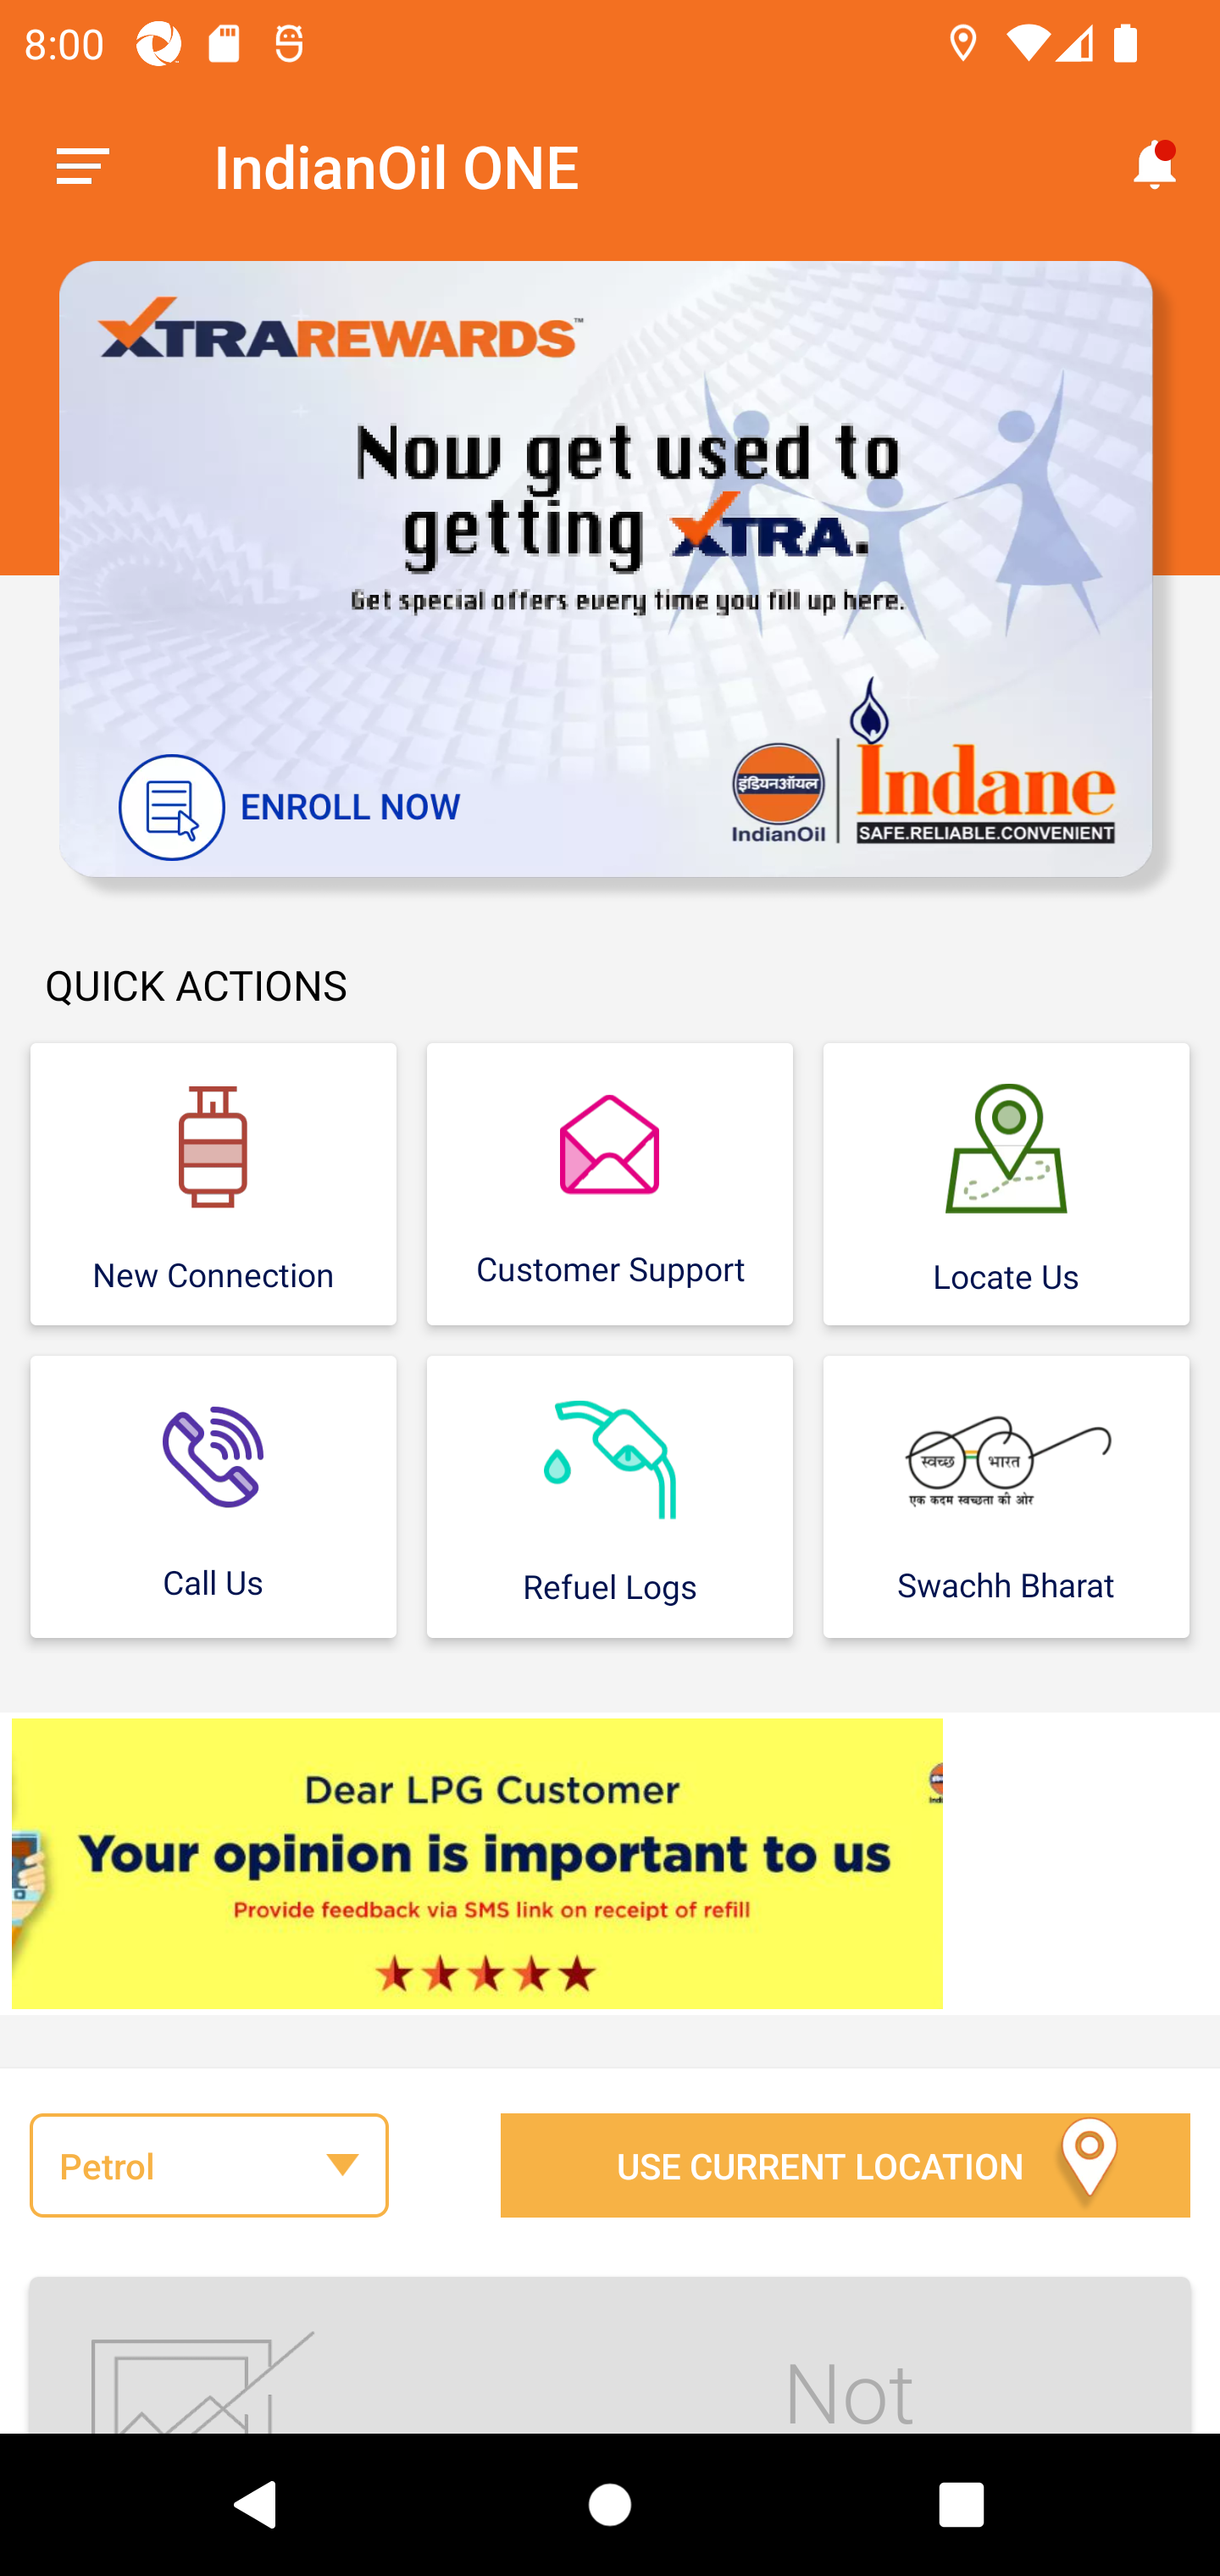 8:00
IndianOil ONE
XTRAREWARDS™
Now get used to
getting XTRA.
Get special offers every time you fill up here.
ENROLL NOW
इंडियनऑयल
IndianOil
Indane
SAFE.RELIABLE.CONVENIENT
QUICK ACTIONS
New Connection
Customer Support
Locate Us
स्वच्छ भारत
एक कदम स्वच्छता की ओर
Call Us
Refuel Logs
Swachh Bharat
Dear LPG Customer
Your opinion is important to us
Provide feedback via SMS link on receipt of refill
Petrol
USE CURRENT LOCATION
Not